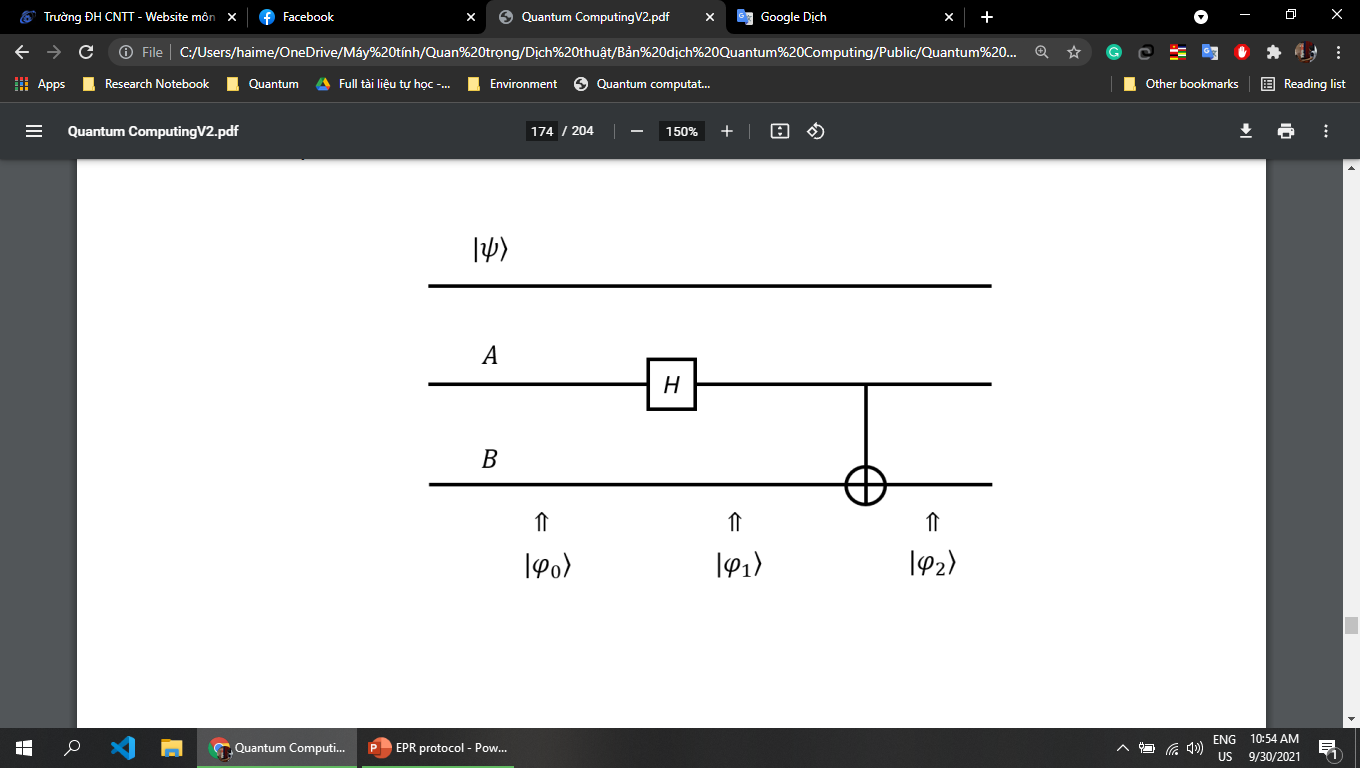 Trường ĐH CNTT - Website môn
Facebook
Quantum ComputingV2.pdf
Google Dịch
File
C:/Users/haime/OneDrive/Máy%20tính/Quan%20trọng/Dịch%20thuật/Bản%20dịch%20Quantum%20Computing/Public/Quantum%20...
Apps
Research Notebook
Quantum
Full tài liệu tự học -...
Environment
Quantum computat...
Other bookmarks
Reading list
Quantum ComputingV2.pdf
174 / 204
150%
|ψ⟩
A
H
B
⇑ ⇑ ⇑
|φ₀⟩ |φ₁⟩ |φ₂⟩
Quantum Computi...
EPR protocol - Pow...
ENG
US
10:54 AM
9/30/2021
1